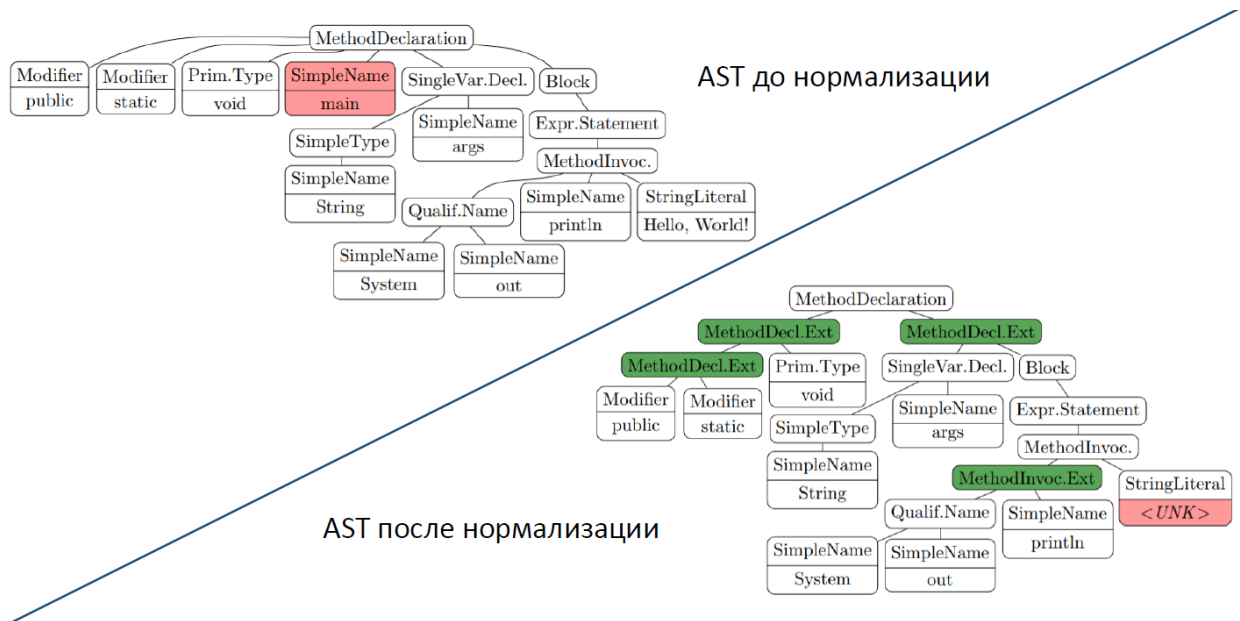 MethodDeclaration
Modifier
public
Modifier
static
Prim.Type
void
SimpleName
main
SingleVar.Decl.
Block
AST до нормализации
SimpleType
SimpleName
args
Expr.Statement
SimpleName
String
MethodInvoc.
Qualif.Name
SimpleName
println
StringLiteral
Hello, World!
SimpleName
System
SimpleName
out
MethodDeclaration
MethodDecl.Ext
MethodDecl.Ext
MethodDecl.Ext
Prim.Type
void
SingleVar.Decl.
Block
Modifier
public
Modifier
static
SimpleType
SimpleName
args
Expr.Statement
SimpleName
String
MethodInvoc.
MethodInvoc.Ext
StringLiteral
<UNK>
AST после нормализации
Qualif.Name
SimpleName
println
SimpleName
System
SimpleName
out